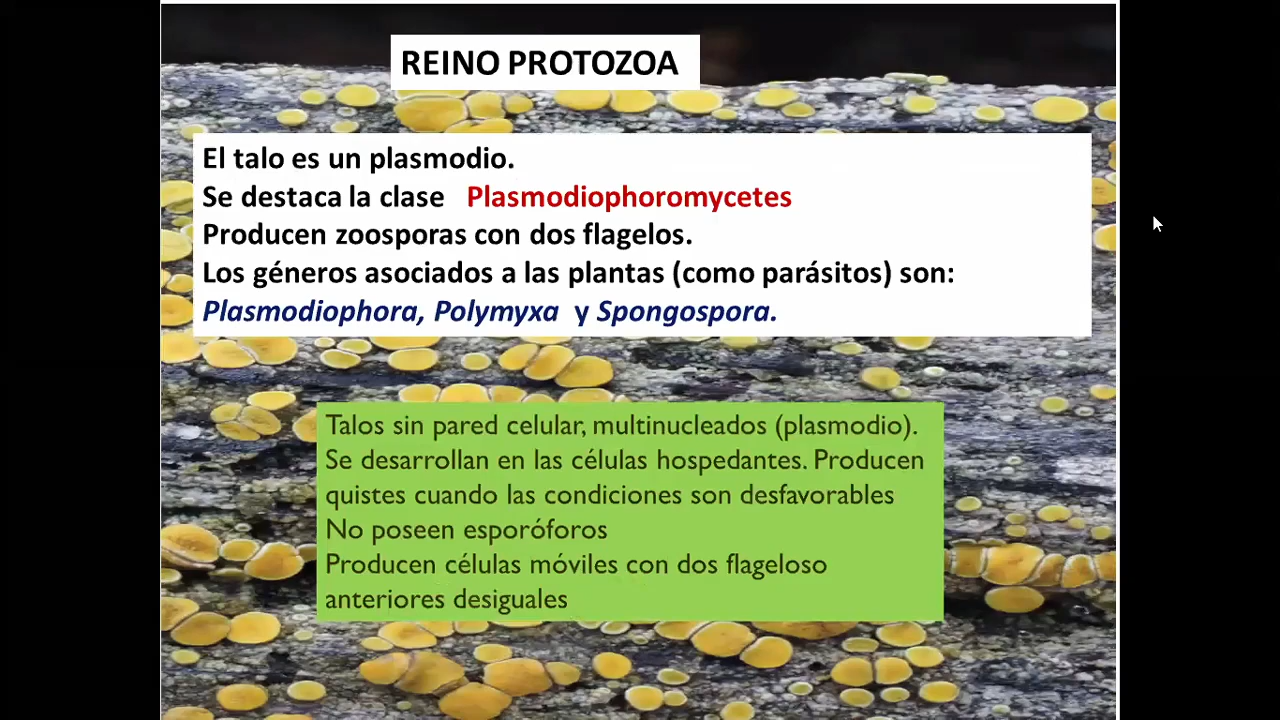 REINO PROTOZOA
El talo es un plasmodio.
Se destaca la clase Plasmodiophoromycetes
Producen zoosporas con dos flagelos.
Los géneros asociados a las plantas (como parásitos) son:
Plasmodiophora, Polymyxa y Spongospora.
Talos sin pared celular, multinucleados (plasmodio).
Se desarrollan en las células hospedantes. Producen
quistes cuando las condiciones son desfavorables
No poseen esporóforos
Producen células móviles con dos flageloso
anteriores desiguales